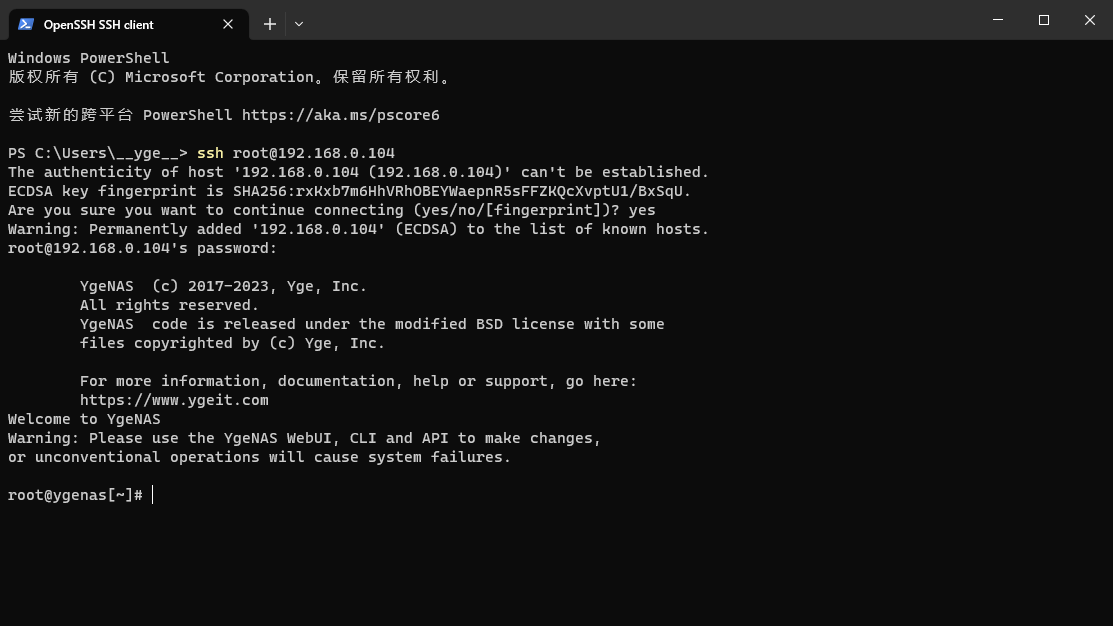 OpenSSH SSH client
Windows PowerShell
版权所有 (C) Microsoft Corporation。保留所有权利。
尝试新的跨平台 PowerShell https://aka.ms/pscore6
PS C:\Users\__yge__> ssh root@192.168.0.104
The authenticity of host '192.168.0.104 (192.168.0.104)' can't be established.
ECDSA key fingerprint is SHA256:rxKxb7m6HhVRhOBEYWaepnR5sFFZKQcXvptU1/BxSqU.
Are you sure you want to continue connecting (yes/no/[fingerprint])? yes
Warning: Permanently added '192.168.0.104' (ECDSA) to the list of known hosts.
root@192.168.0.104's password:
YgeNAS  (c) 2017-2023, Yge, Inc.
All rights reserved.
YgeNAS  code is released under the modified BSD license with some
files copyrighted by (c) Yge, Inc.
For more information, documentation, help or support, go here:
https://www.ygeit.com
Welcome to YgeNAS
Warning: Please use the YgeNAS WebUI, CLI and API to make changes,
or unconventional operations will cause system failures.
root@ygenas[~]#